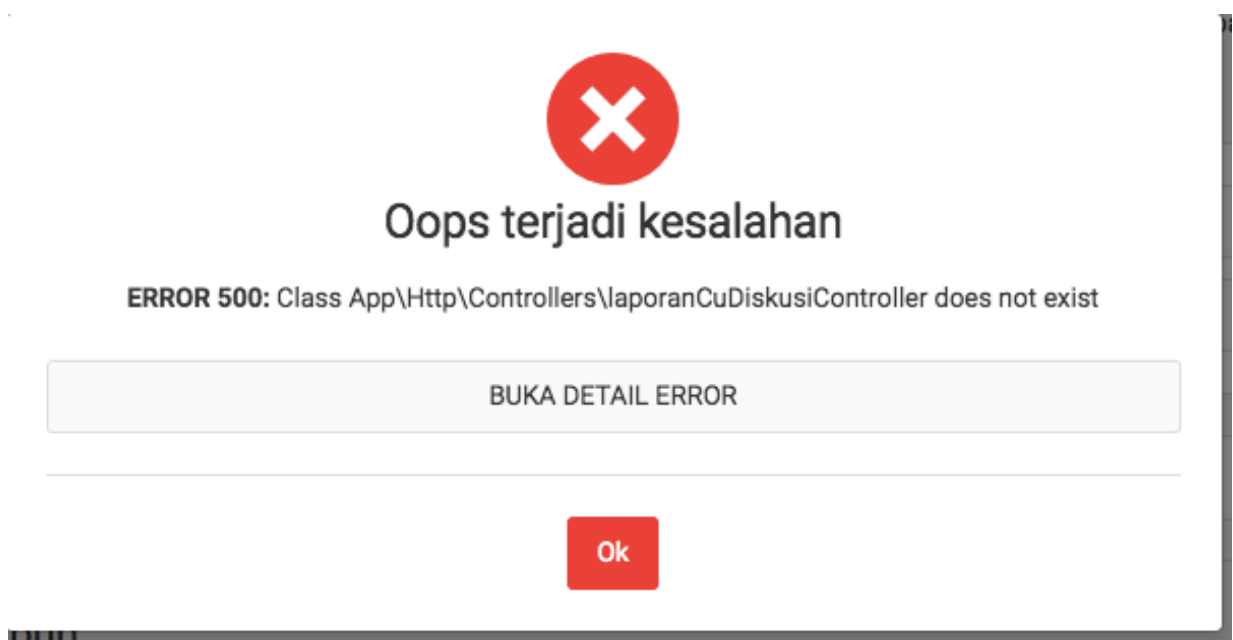 Oops terjadi kesalahan
ERROR 500: Class App\Http\Controllers\laporanCuDiskusiController does not exist
BUKA DETAIL ERROR
Ok